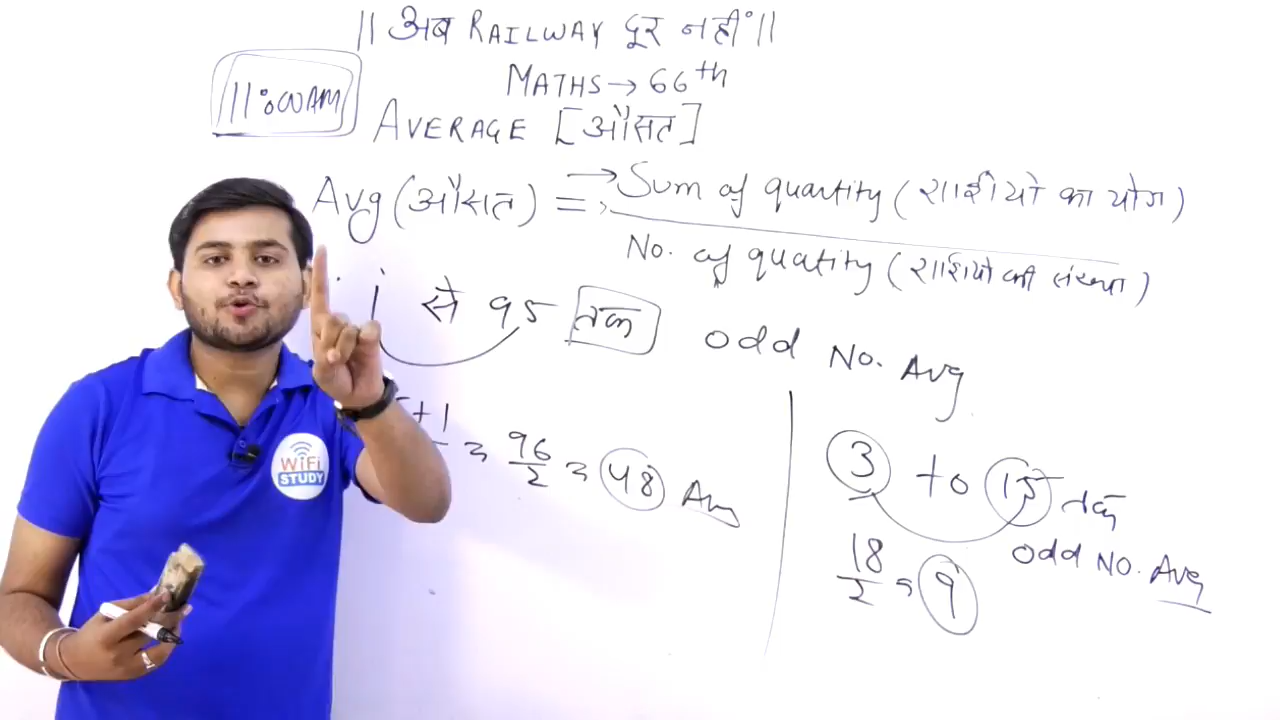 || अब RAILWAY दूर नहीं ||
MATHS → 66th
11:00AM
AVERAGE [औसत]
Avg (औसत) = → Sum of quantity (राशीयो का योग)
No. of quatity (राशियो की संख्या)
1 से 95 तक odd No. Avg
+1 = 96/2 = 48 Avg
3 to 15 तक
odd No. Avg
18/2 = 9
WiFi
STUDY